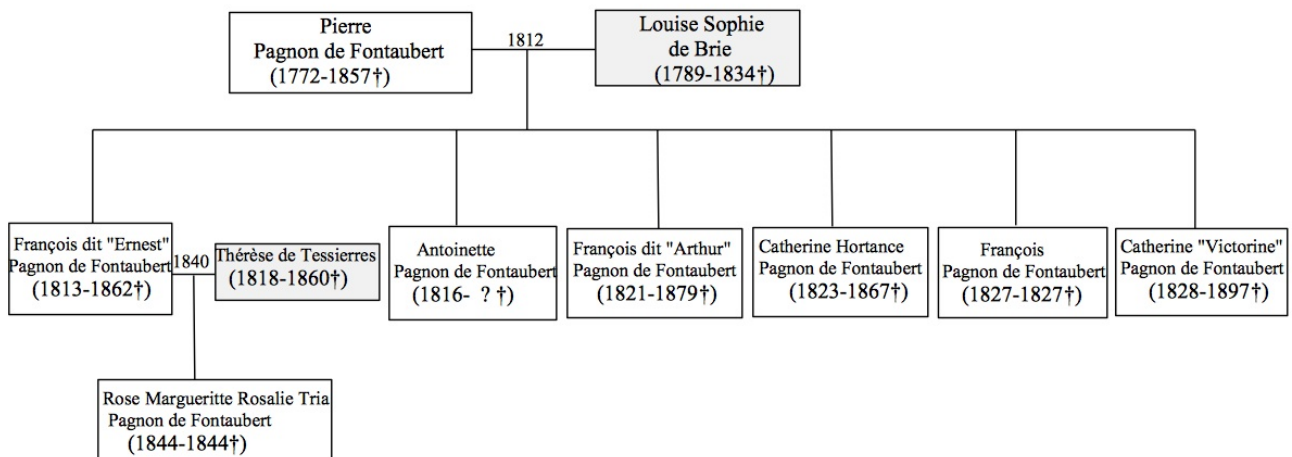 Pierre
Pagnon de Fontaubert
(1772-1857†)
1812
Louise Sophie
de Brie
(1789-1834†)
François dit "Ernest"
Pagnon de Fontaubert
(1813-1862†)
1840
Thérèse de Tessierres
(1818-1860†)
Antoinette
Pagnon de Fontaubert
(1816- ? †)
François dit "Arthur"
Pagnon de Fontaubert
(1821-1879†)
Catherine Hortance
Pagnon de Fontaubert
(1823-1867†)
François
Pagnon de Fontaubert
(1827-1827†)
Catherine "Victorine"
Pagnon de Fontaubert
(1828-1897†)
Rose Margueritte Rosalie Tria
Pagnon de Fontaubert
(1844-1844†)